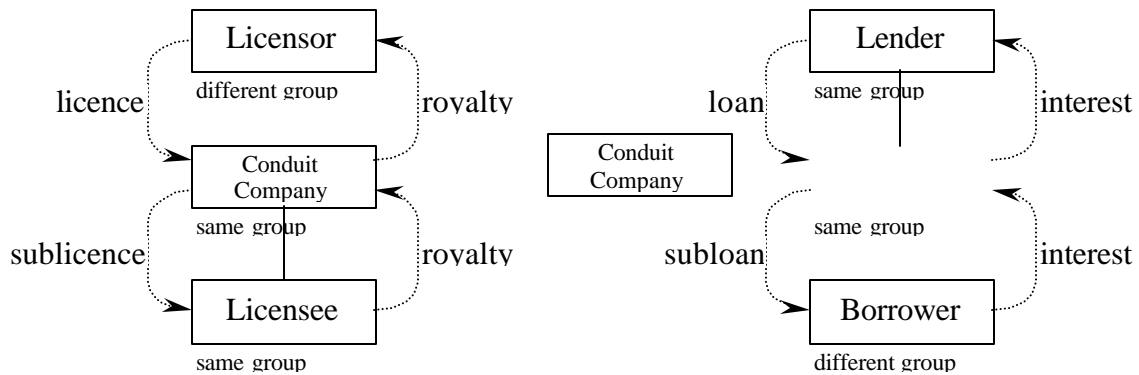 Licensor
different group
licence
royalty
Conduit
Company
same group
sublicence
royalty
Licensee
same group
Lender
same group
loan
interest
Conduit
Company
same group
subloan
interest
Borrower
different group